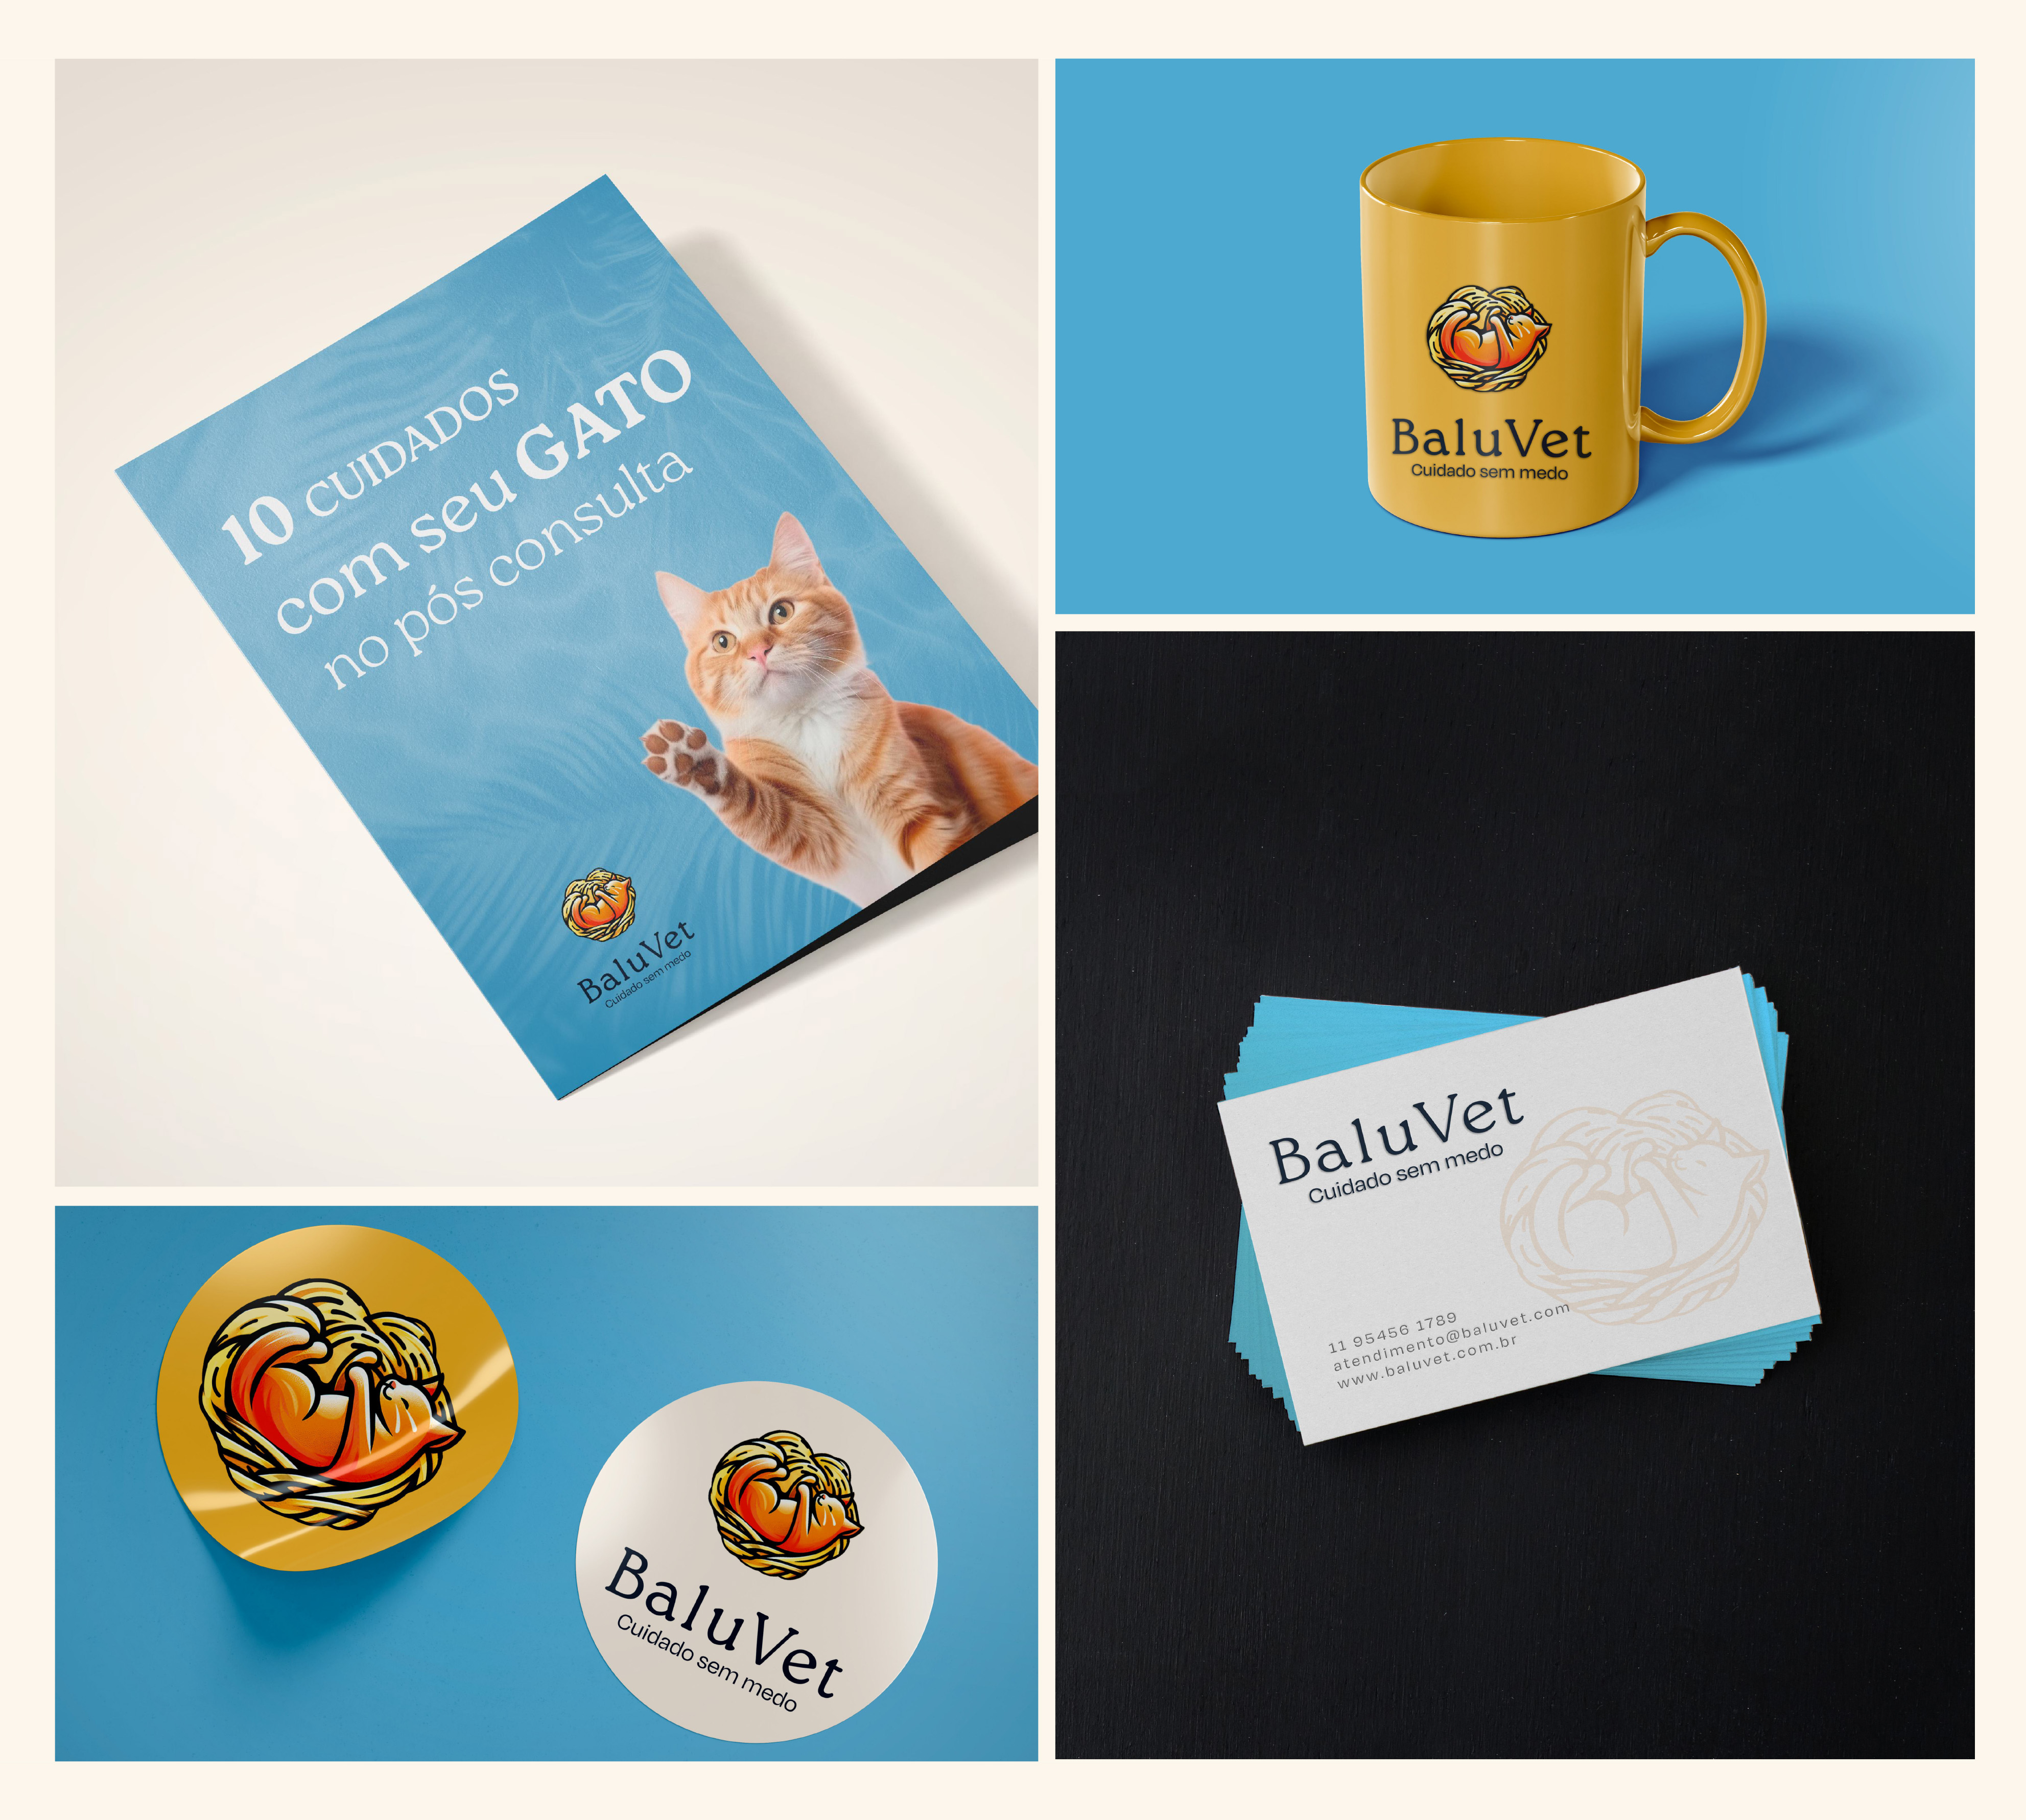 10 CUIDADOS
com seu GATO
no pós consulta
BaluVet
Cuidado sem medo
BaluVet
Cuidado sem medo
BaluVet
Cuidado sem medo
11 95456 1789
atendimento@baluvet.com
www.baluvet.com.br
BaluVet
Cuidado sem medo